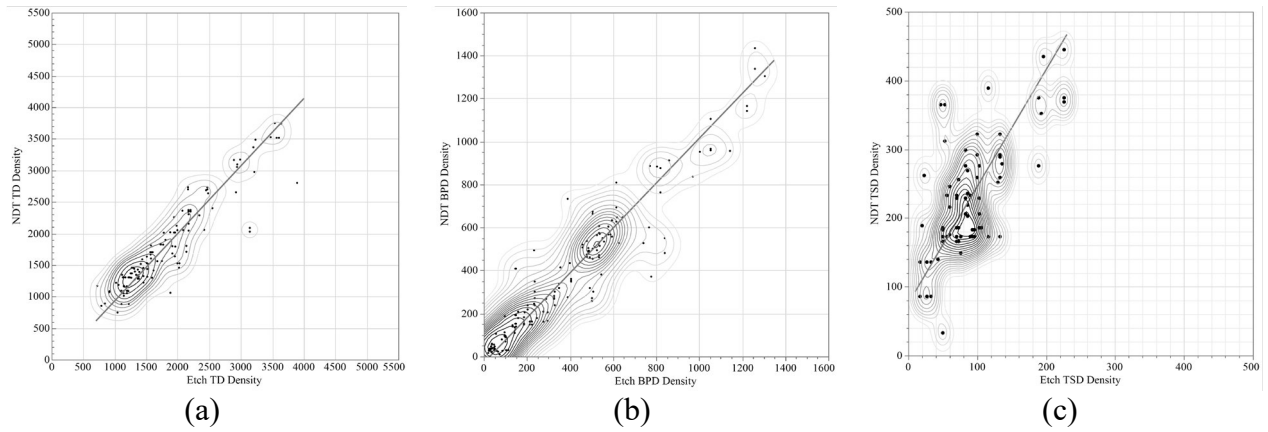 5500
5000
4500
4000
3500
3000
2500
2000
1500
1000
500
0
NDT TD Density
0 500 1000 1500 2000 2500 3000 3500 4000 4500 5000 5500
Etch TD Density
(a)
1600
1400
1200
1000
800
600
400
200
0
NDT BPD Density
0 200 400 600 800 1000 1200 1400 1600
Etch BPD Density
(b)
500
400
300
200
100
0
NDT TSD Density
0 100 200 300 400 500
Etch TSD Density
(c)